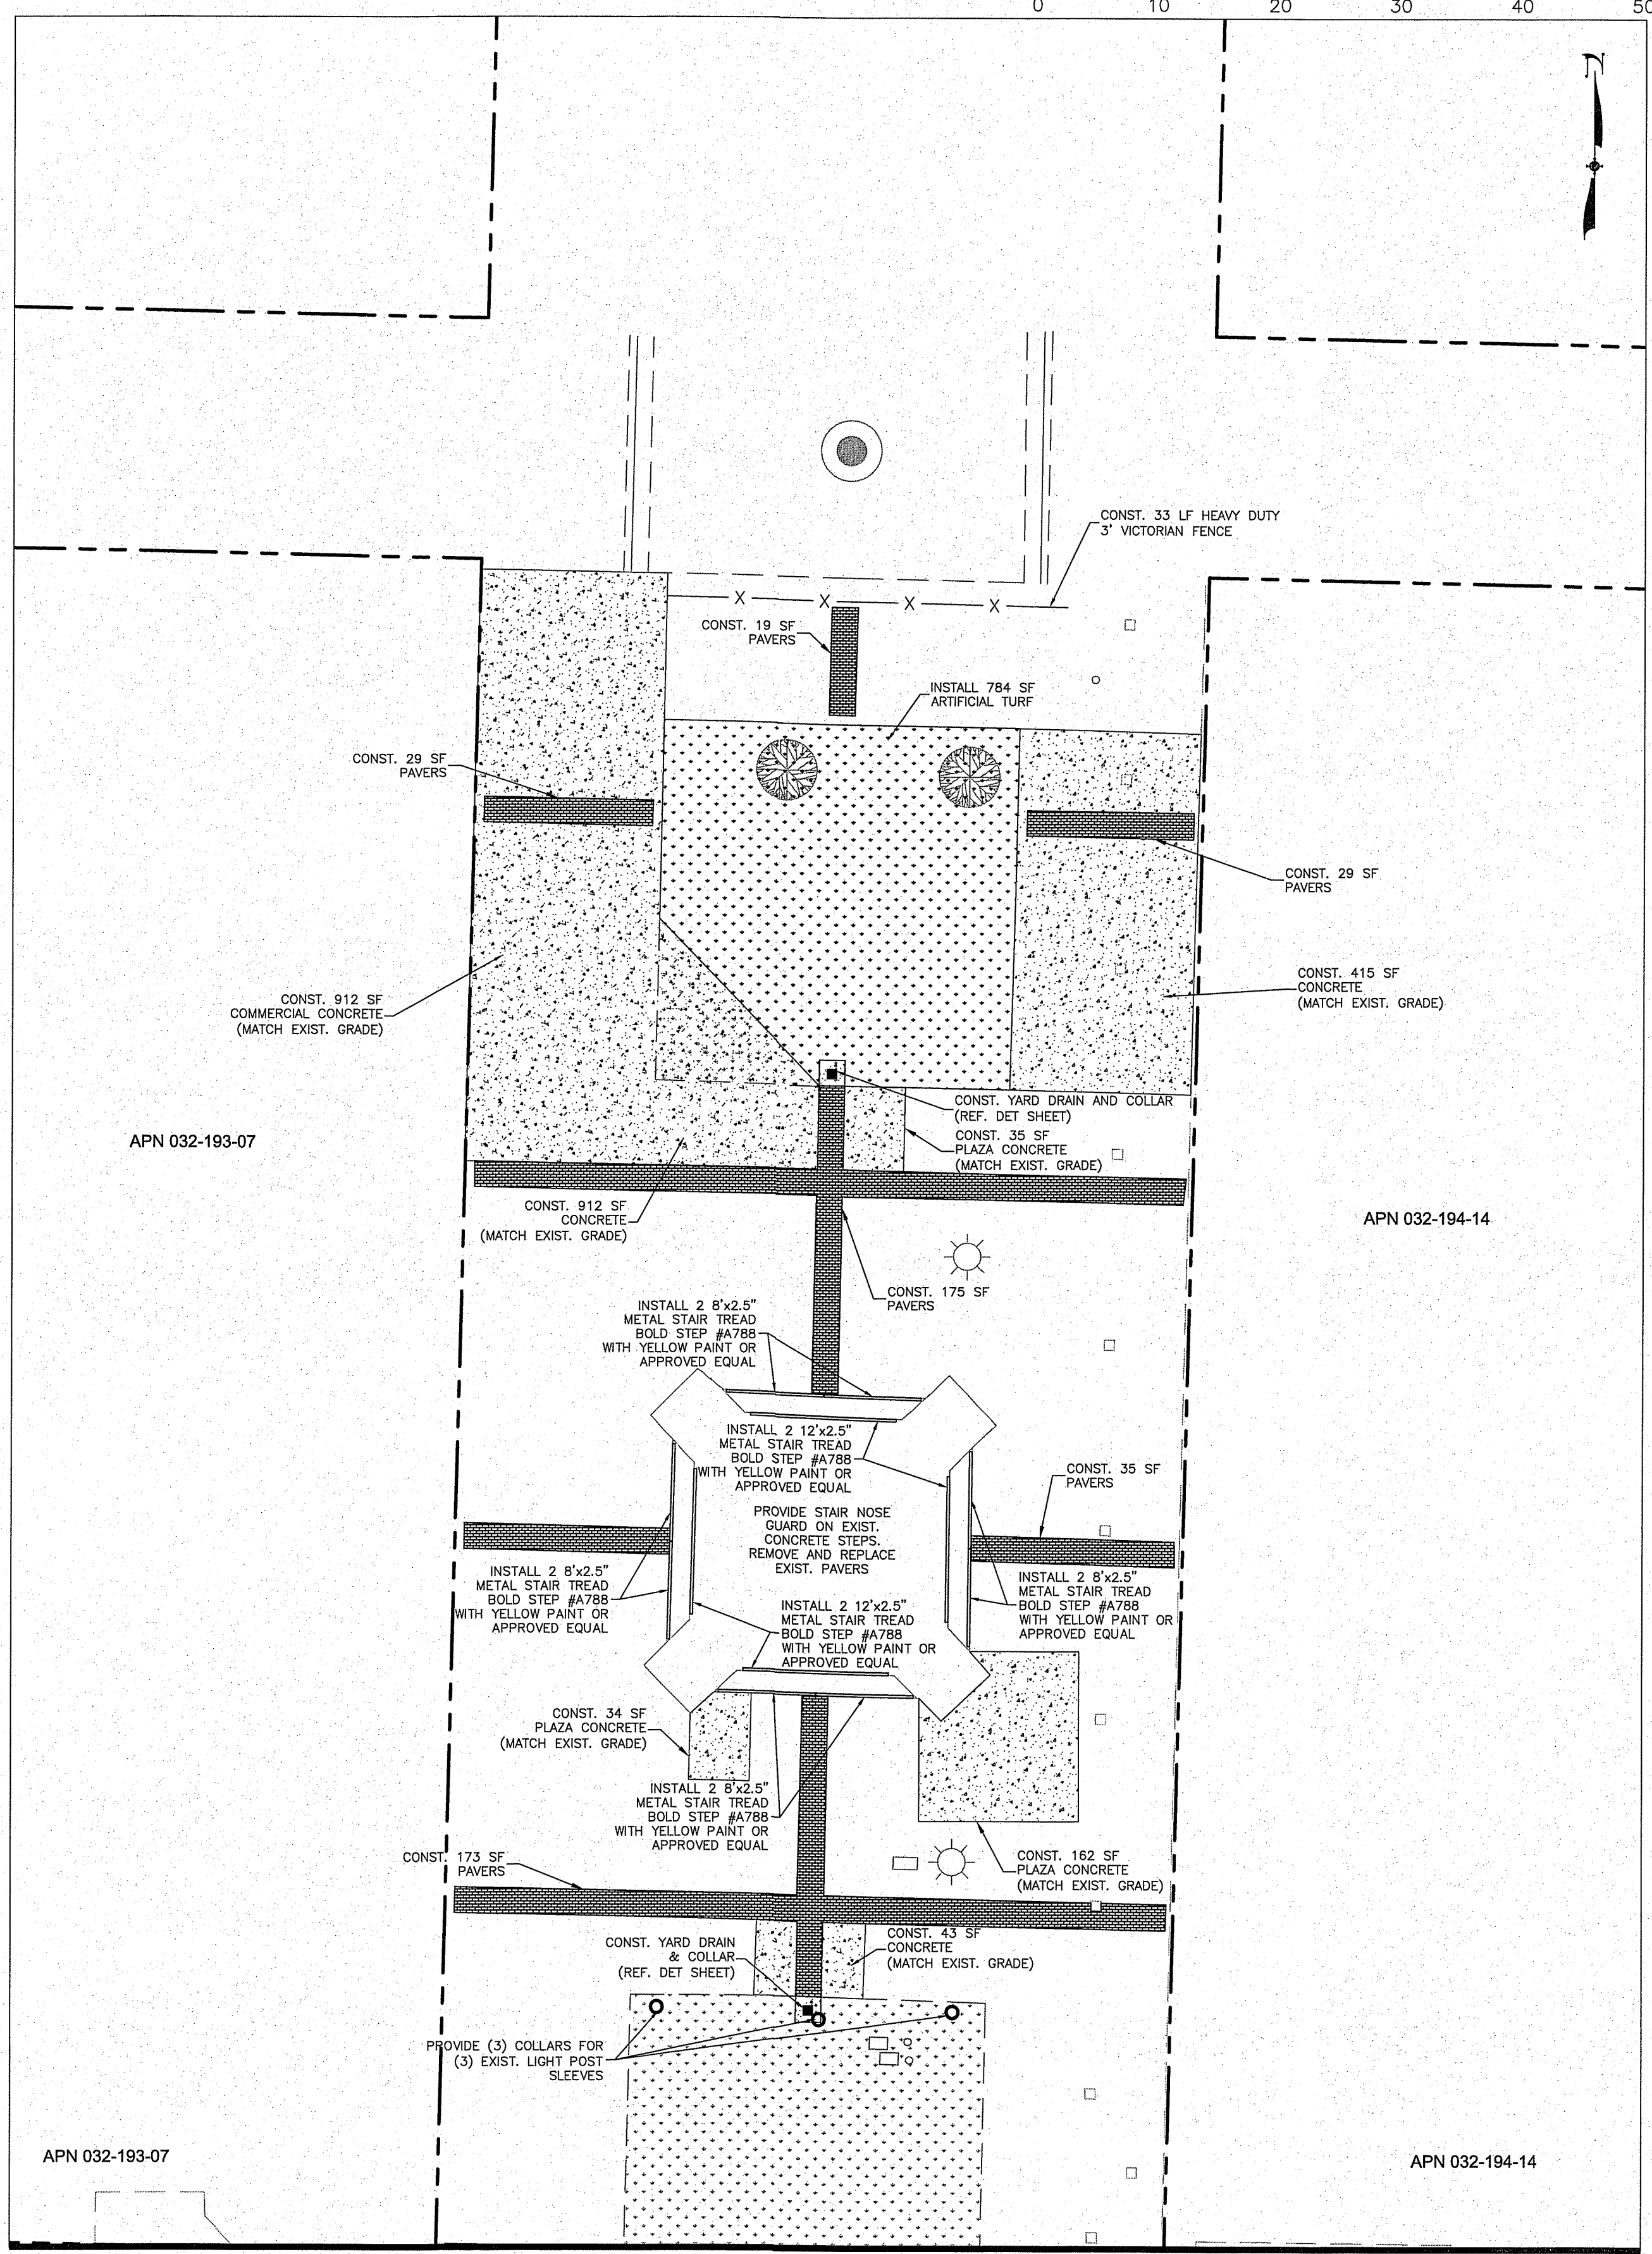 0 10 20 30 40 50
N
CONST. 33 LF HEAVY DUTY
3' VICTORIAN FENCE
X X X X
CONST. 19 SF
PAVERS
INSTALL 784 SF
ARTIFICIAL TURF
CONST. 29 SF
PAVERS
CONST. 29 SF
PAVERS
CONST. 912 SF
COMMERCIAL CONCRETE
(MATCH EXIST. GRADE)
CONST. 415 SF
CONCRETE
(MATCH EXIST. GRADE)
CONST. YARD DRAIN AND COLLAR
(REF. DET SHEET)
CONST. 35 SF
PLAZA CONCRETE
(MATCH EXIST. GRADE)
APN 032-193-07
CONST. 912 SF
CONCRETE
(MATCH EXIST. GRADE)
APN 032-194-14
CONST. 175 SF
PAVERS
INSTALL 2 8'x2.5"
METAL STAIR TREAD
BOLD STEP #A788
WITH YELLOW PAINT OR
APPROVED EQUAL
INSTALL 2 12'x2.5"
METAL STAIR TREAD
BOLD STEP #A788
WITH YELLOW PAINT OR
APPROVED EQUAL
CONST. 35 SF
PAVERS
PROVIDE STAIR NOSE
GUARD ON EXIST.
CONCRETE STEPS.
REMOVE AND REPLACE
EXIST. PAVERS
INSTALL 2 8'x2.5"
METAL STAIR TREAD
BOLD STEP #A788
WITH YELLOW PAINT OR
APPROVED EQUAL
INSTALL 2 12'x2.5"
METAL STAIR TREAD
BOLD STEP #A788
WITH YELLOW PAINT OR
APPROVED EQUAL
INSTALL 2 8'x2.5"
METAL STAIR TREAD
BOLD STEP #A788
WITH YELLOW PAINT OR
APPROVED EQUAL
CONST. 34 SF
PLAZA CONCRETE
(MATCH EXIST. GRADE)
INSTALL 2 8'x2.5"
METAL STAIR TREAD
BOLD STEP #A788
WITH YELLOW PAINT OR
APPROVED EQUAL
CONST. 173 SF
PAVERS
CONST. 162 SF
PLAZA CONCRETE
(MATCH EXIST. GRADE)
CONST. YARD DRAIN
& COLLAR
(REF. DET SHEET)
CONST. 43 SF
CONCRETE
(MATCH EXIST. GRADE)
PROVIDE (3) COLLARS FOR
(3) EXIST. LIGHT POST
SLEEVES
APN 032-193-07
APN 032-194-14